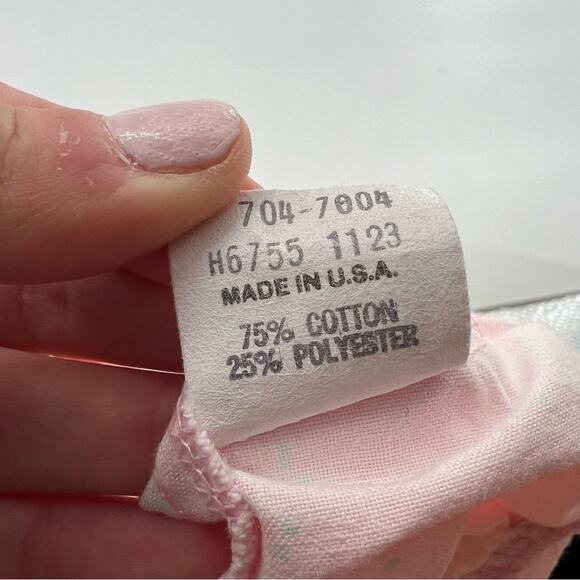 704-7004
H6755 1123
MADE IN U.S.A.
75% COTTON
25% POLYESTER